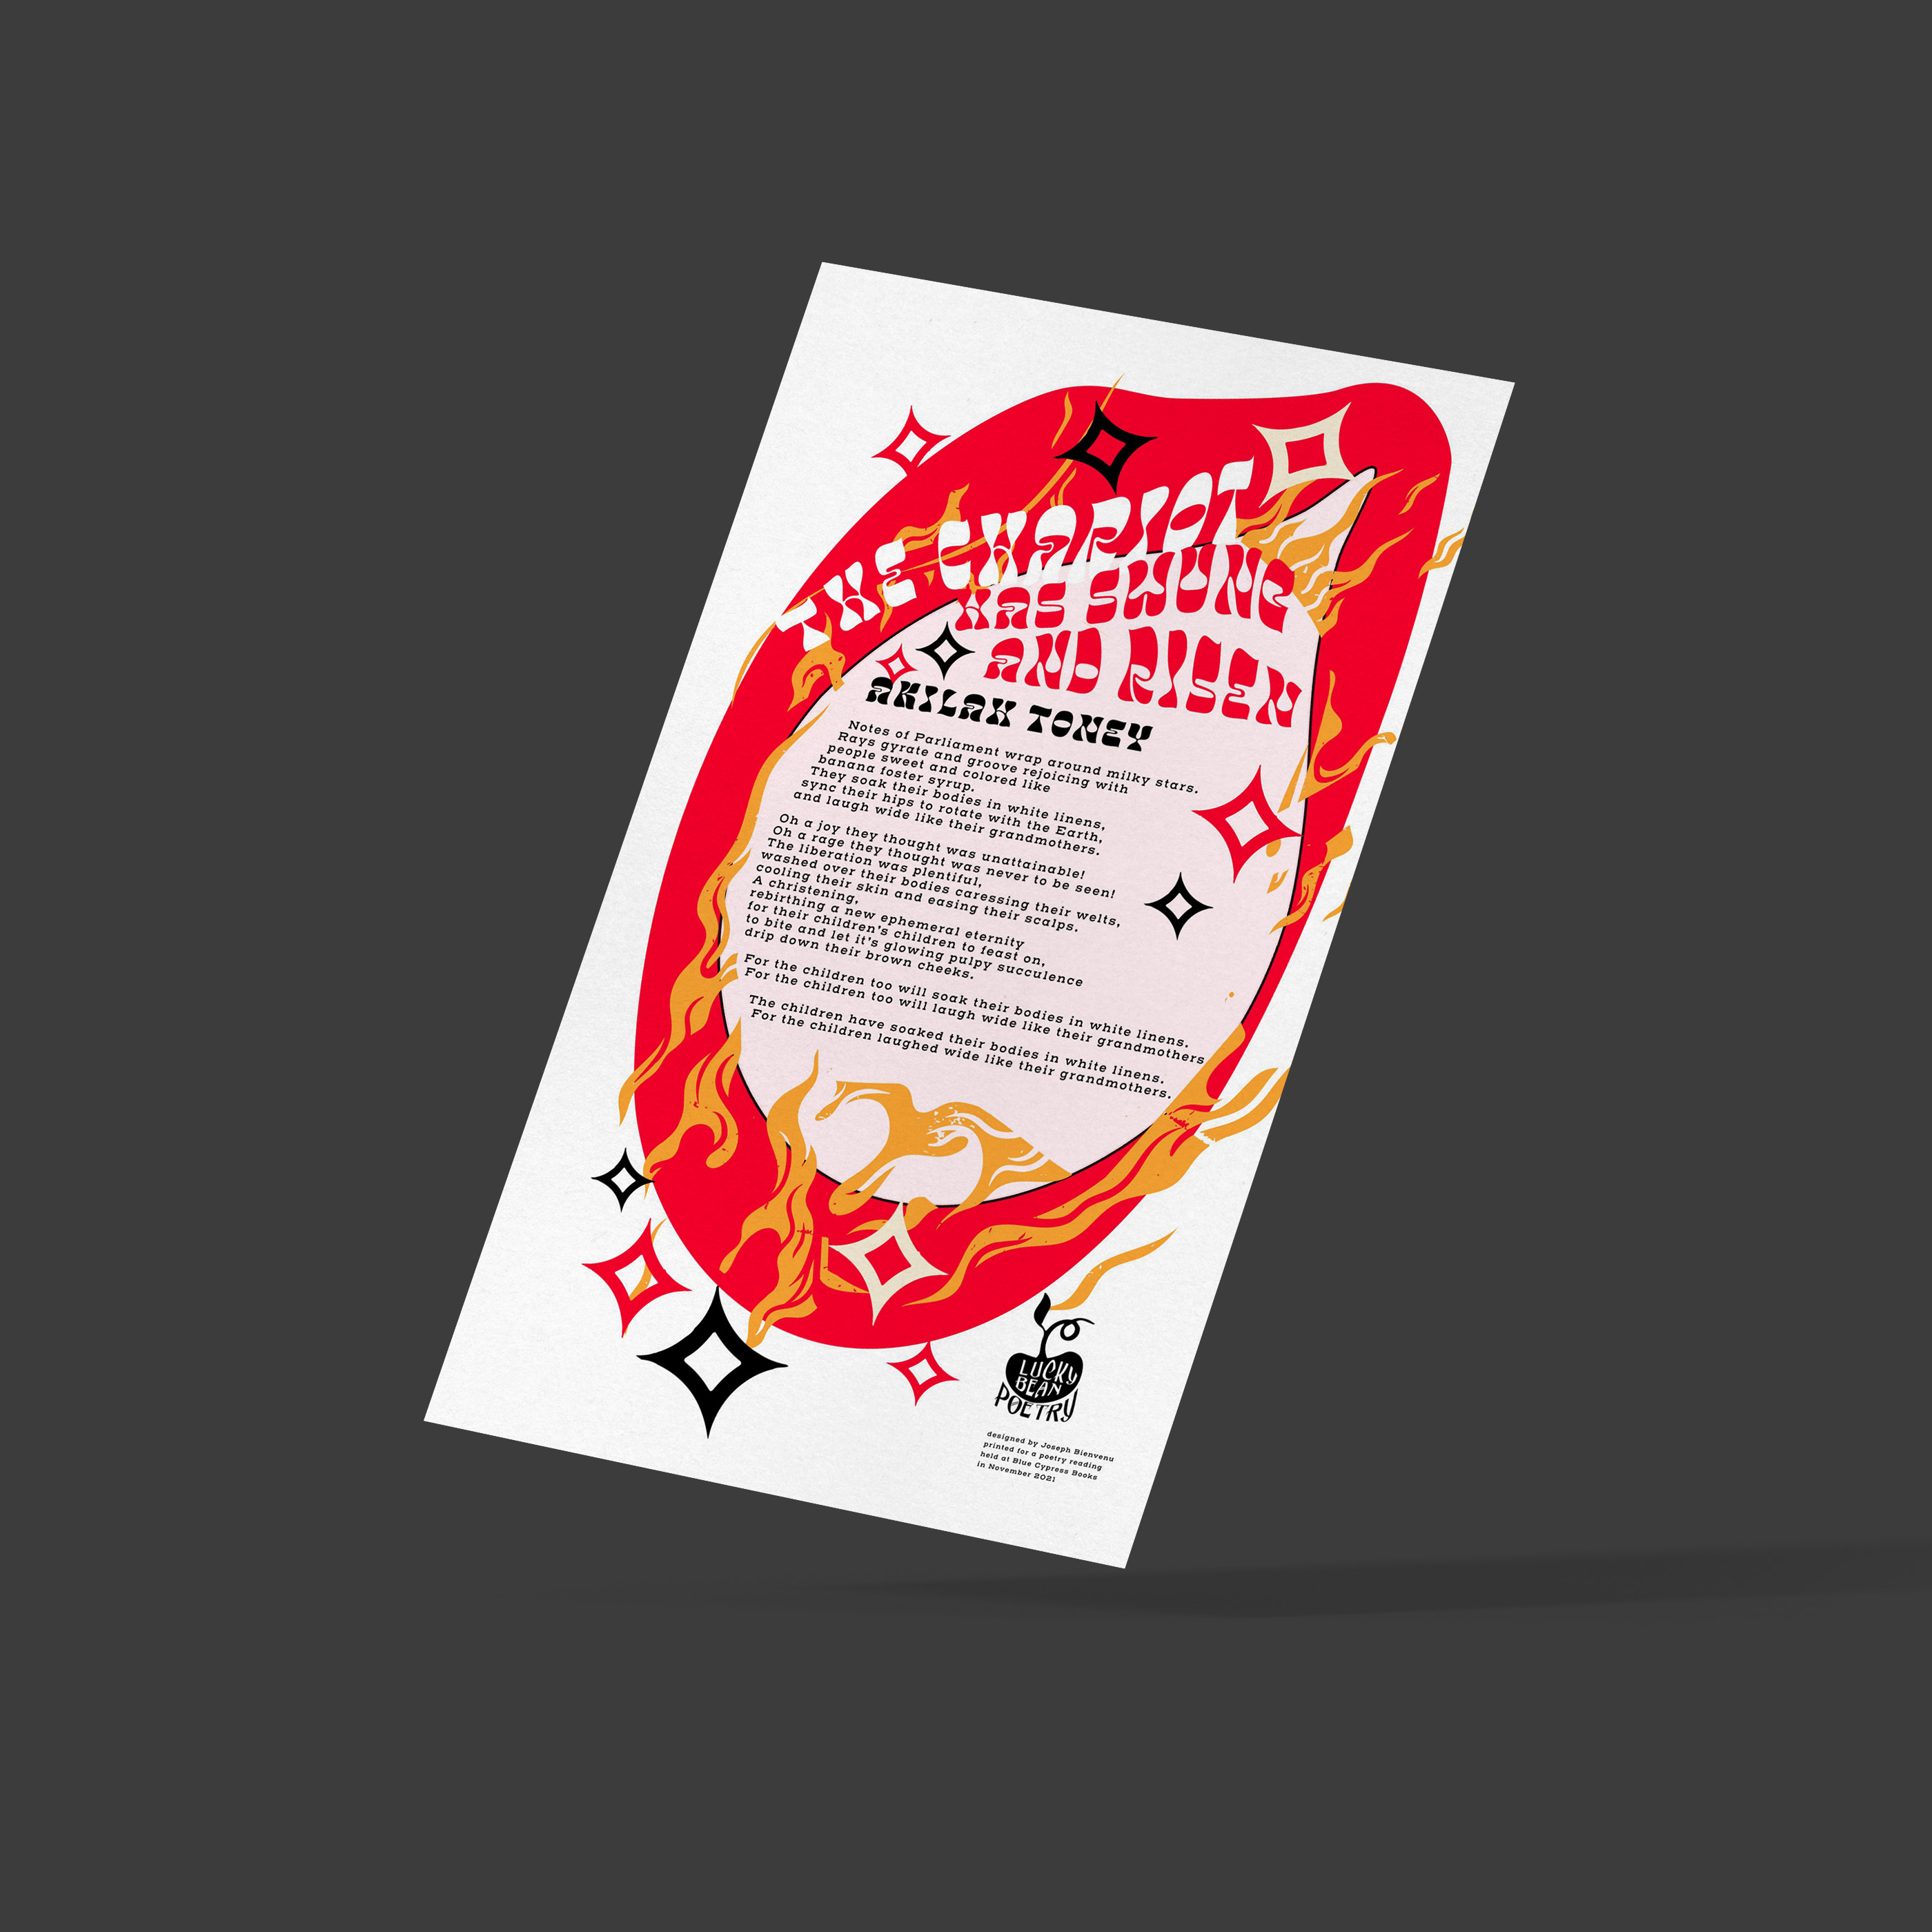 THE CHARIOT
HAS SWUNG
AND RISEN
AKILAH TONEY
Notes of Parliament wrap around milky stars.
Rays gyrate and groove rejoicing with
people sweet and colored like
banana foster syrup.
They soak their bodies in white linens,
sync their hips to rotate with the Earth,
and laugh wide like their grandmothers.
Oh a joy they thought was unattainable!
Oh a rage they thought was never to be seen!
The liberation was plentiful,
washed over their bodies caressing their welts,
cooling their skin and easing their scalps.
A christening,
rebirthing a new ephemeral eternity
for their children's children to feast on,
to bite and let it's glowing pulpy succulence
drip down their brown cheeks.
For the children too will soak their bodies in white linens.
For the children too will laugh wide like their grandmothers
The children have soaked their bodies in white linens.
For the children laughed wide like their grandmothers.
LUCKY
BEAN
POETRY
designed by Joseph Bienvenu
printed for a poetry reading
held at Blue Cypress Books
in November 2021